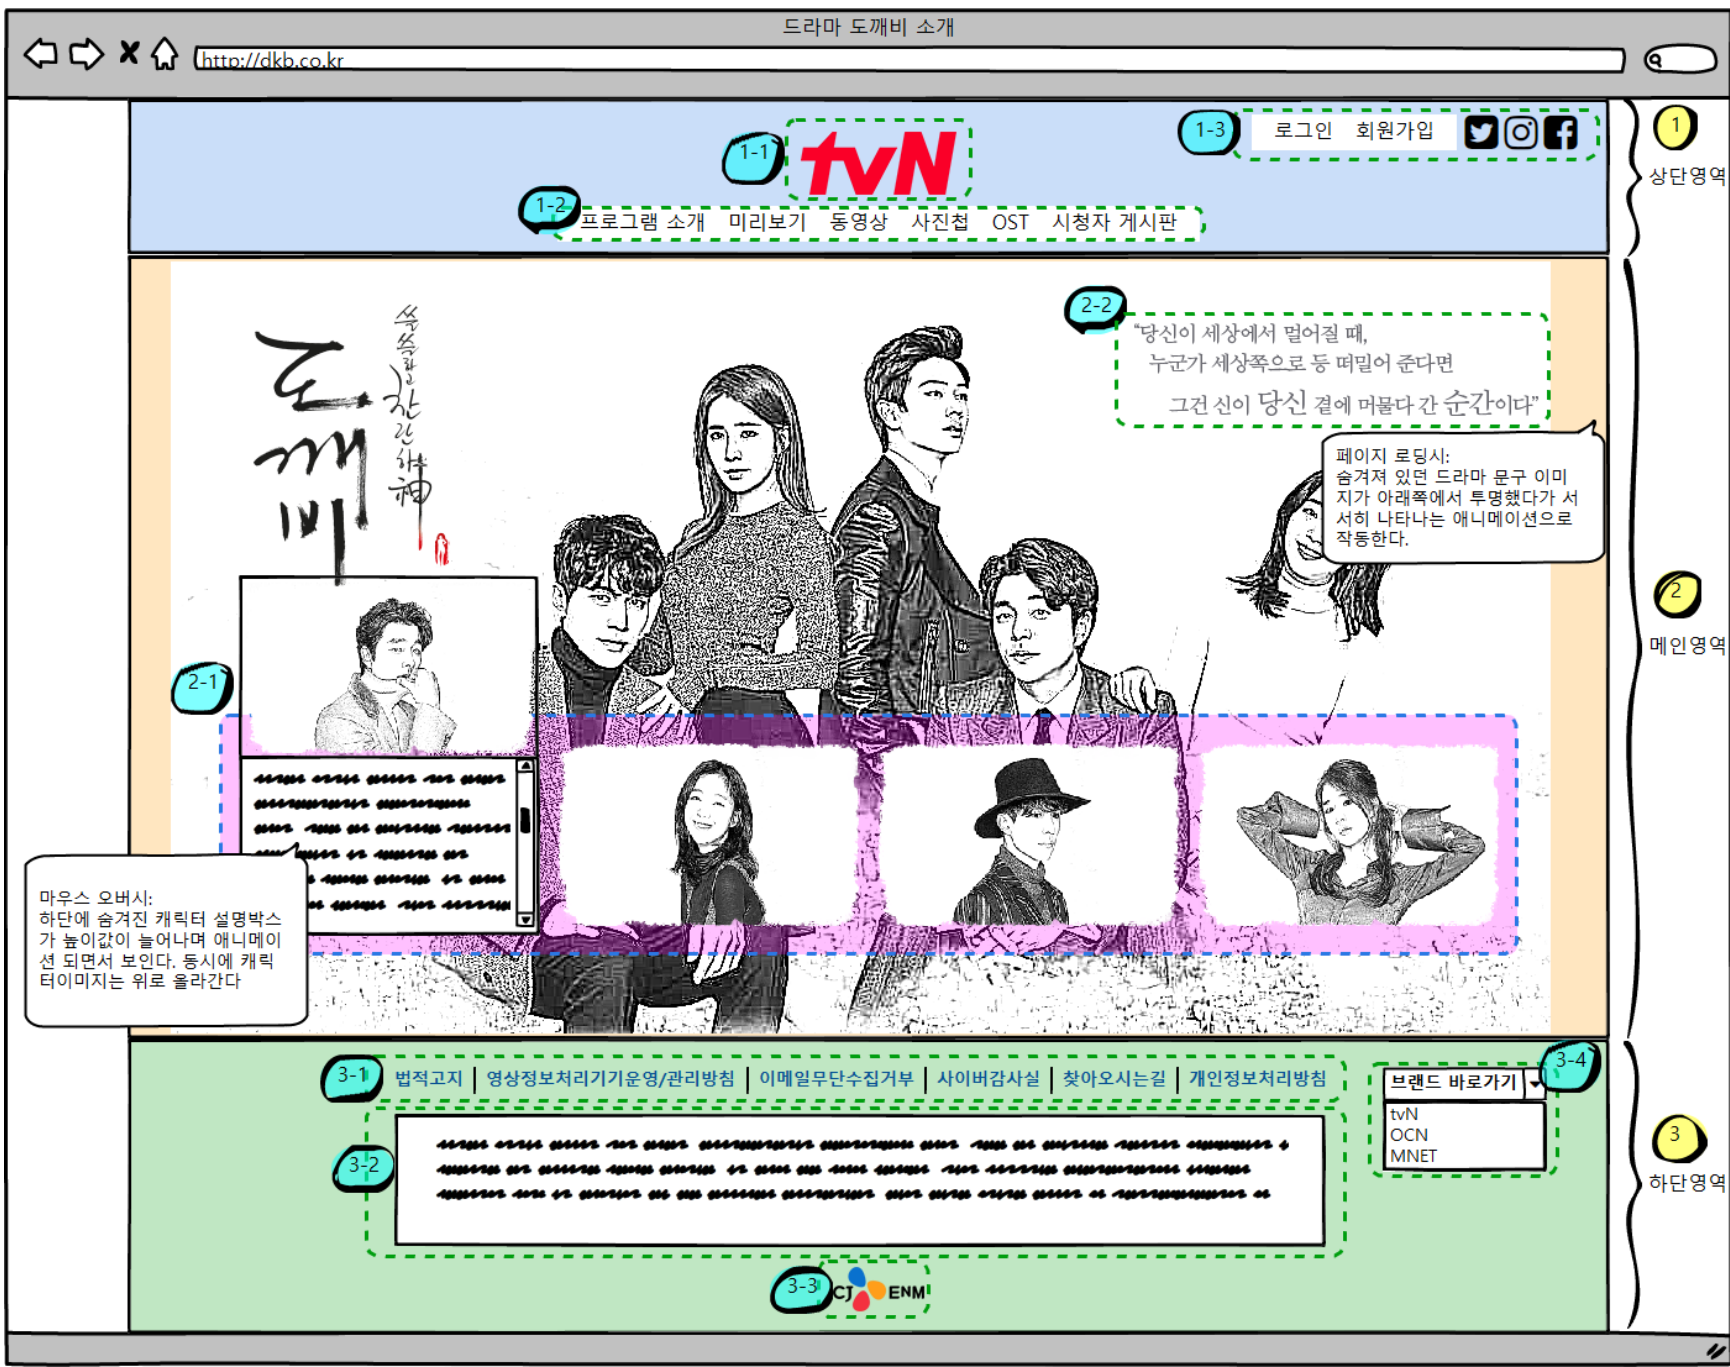 드라마 도깨비 소개
http://dkb.co.kr
1-1
tvN
1-3
로그인 회원가입
1
상단영역
1-2
프로그램 소개 미리보기 동영상 사진첩 OST 시청자 게시판
도깨비
쓸쓸하고 찬란하神
2-2
“당신이 세상에서 멀어질 때,
누군가 세상쪽으로 등 떠밀어 준다면
그건 신이 당신 곁에 머물다 간 순간이다”
페이지 로딩시:
숨겨져 있던 드라마 문구 이미
지가 아래쪽에서 투명했다가 서
서히 나타나는 애니메이션으로
작동한다.
2
메인영역
2-1
마우스 오버시:
하단에 숨겨진 캐릭터 설명박스
가 높이값이 늘어나며 애니메이
션 되면서 보인다. 동시에 캐릭
터이미지는 위로 올라간다
3-1
법적고지 | 영상정보처리기기운영/관리방침 | 이메일무단수집거부 | 사이버감사실 | 찾아오시는길 | 개인정보처리방침
3-4
브랜드 바로가기
tvN
OCN
MNET
3-2
3
하단영역
3-3
CJ ENM